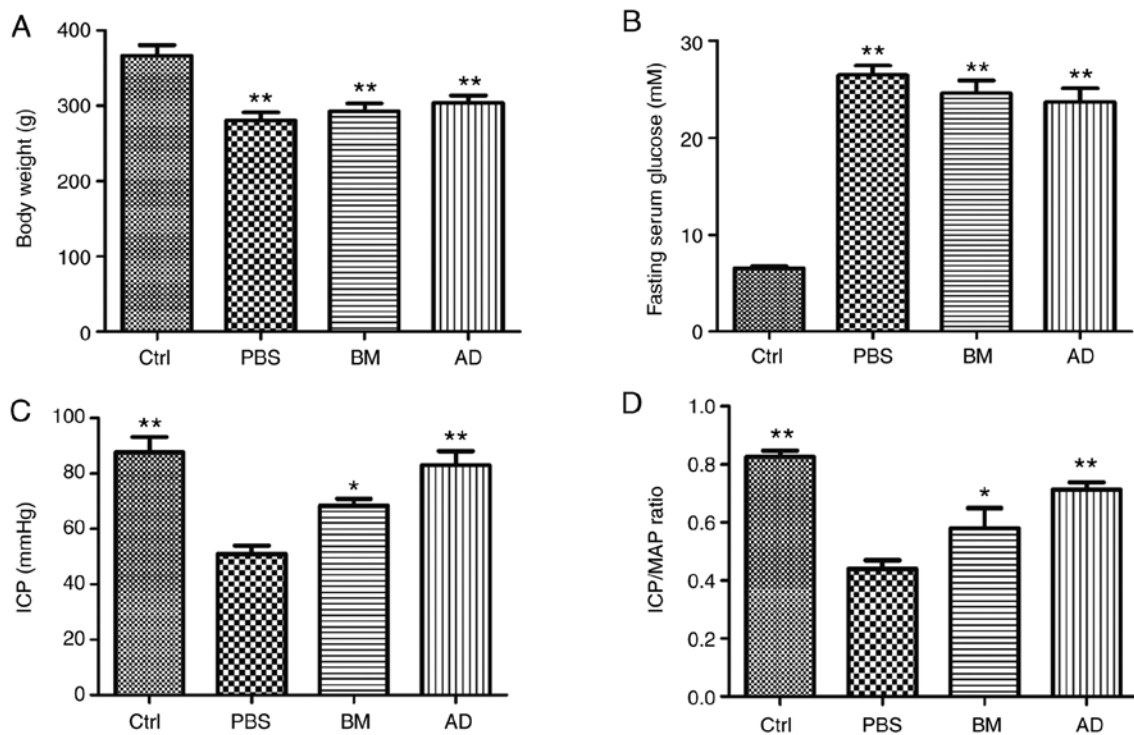 A
Body weight (g)
400
300
200
100
0
**
**
**
Ctrl
PBS
BM
AD
B
Fasting serum glucose (mM)
30
20
10
0
**
**
**
Ctrl
PBS
BM
AD
C
ICP (mmHg)
100
80
60
40
20
0
**
*
**
Ctrl
PBS
BM
AD
D
ICP/MAP ratio
1.0
0.8
0.6
0.4
0.2
0.0
**
*
**
Ctrl
PBS
BM
AD